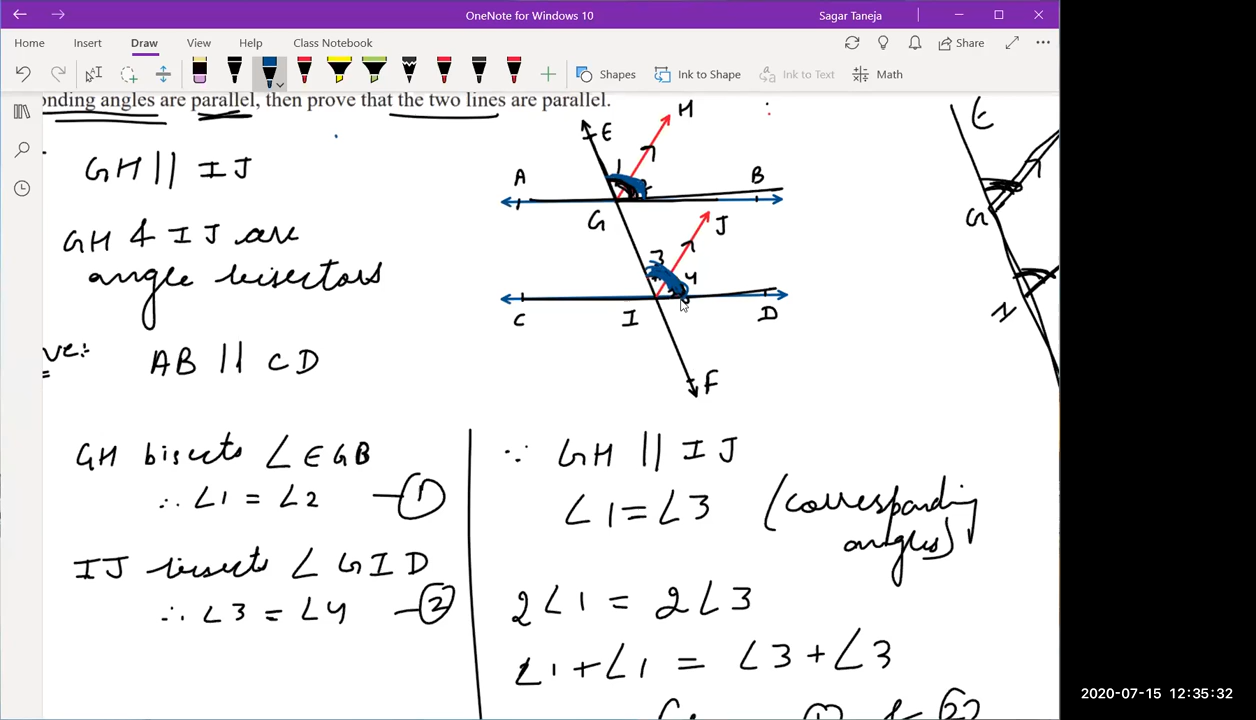 OneNote for Windows 10
Sagar Taneja
Home Insert Draw View Help Class Notebook
Share
Shapes Ink to Shape Ink to Text Math
onding angles are parallel, then prove that the two lines are parallel.
GH || IJ
GH & IJ are
angle bisectors
ve:
AB || CD
GH bisects ∠EGB
∴ ∠1 = ∠2 — ①
IJ bisects ∠GID
∴ ∠3 = ∠4 — ②
E
H
1
2
A
B
G
J
3
4
C
I
D
F
∵ GH || IJ
∠1 = ∠3 (corresponding
angles)
2∠1 = 2∠3
∠1 + ∠1 = ∠3 + ∠3
E
G
I
2020-07-15 12:35:32